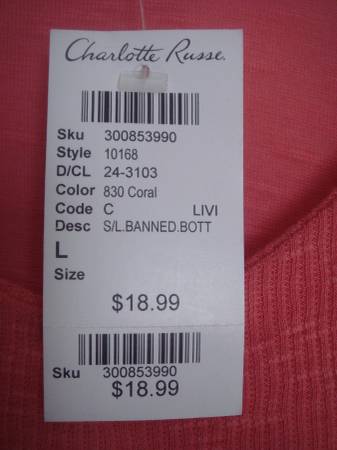 Charlotte Russe.
Sku 300853990
Style 10168
D/CL 24-3103
Color 830 Coral
Code C LIVI
Desc S/L.BANNED.BOTT
L
Size
$18.99
Sku 300853990
$18.99